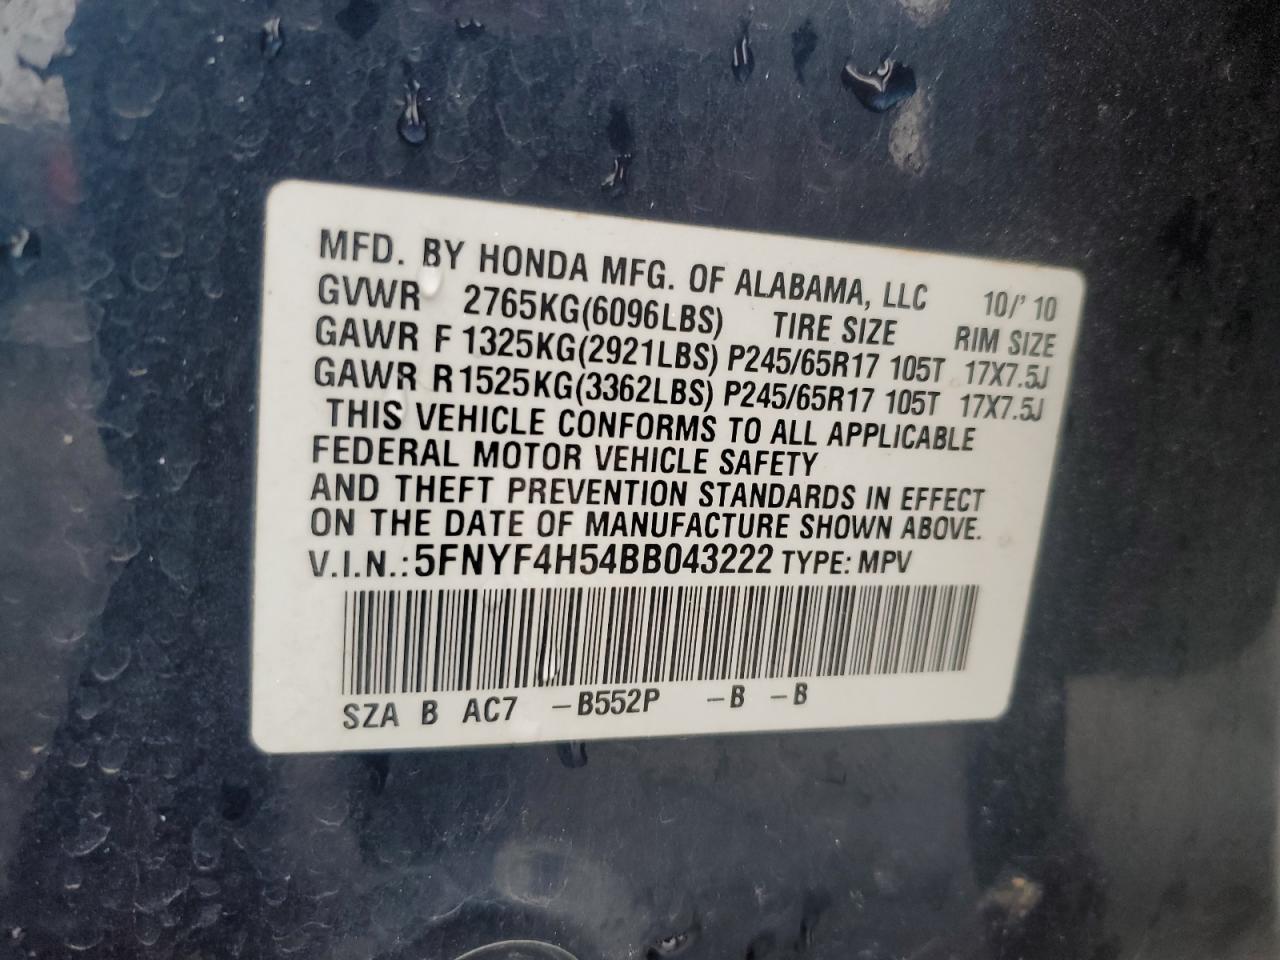 MFD. BY HONDA MFG. OF ALABAMA, LLC 10/'10
GVWR 2765KG(6096LBS) TIRE SIZE RIM SIZE
GAWR F 1325KG(2921LBS) P245/65R17 105T 17X7.5J
GAWR R1525KG(3362LBS) P245/65R17 105T 17X7.5J
THIS VEHICLE CONFORMS TO ALL APPLICABLE
FEDERAL MOTOR VEHICLE SAFETY
AND THEFT PREVENTION STANDARDS IN EFFECT
ON THE DATE OF MANUFACTURE SHOWN ABOVE.
V.I.N.: 5FNYF4H54BB043222 TYPE: MPV
SZA B AC7 –B552P –B –B